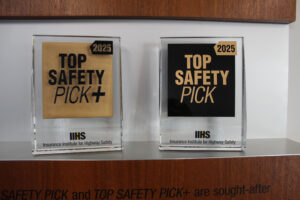 2025
TOP
SAFETY
PICK+
IIHS
Insurance Institute for Highway Safety
2025
TOP
SAFETY
PICK
IIHS
Insurance Institute for Highway Safety
SAFETY PICK and TOP SAFETY PICK+ are sought-after